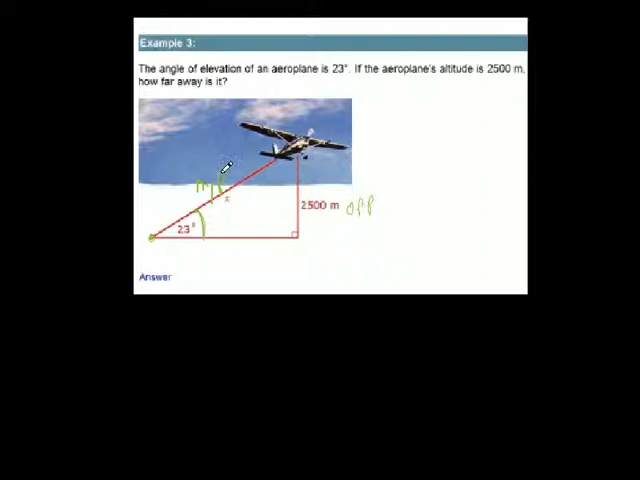 Example 3:
The angle of elevation of an aeroplane is 23°. If the aeroplane's altitude is 2500 m,
how far away is it?
x
2500 m OPP
23°
Answer